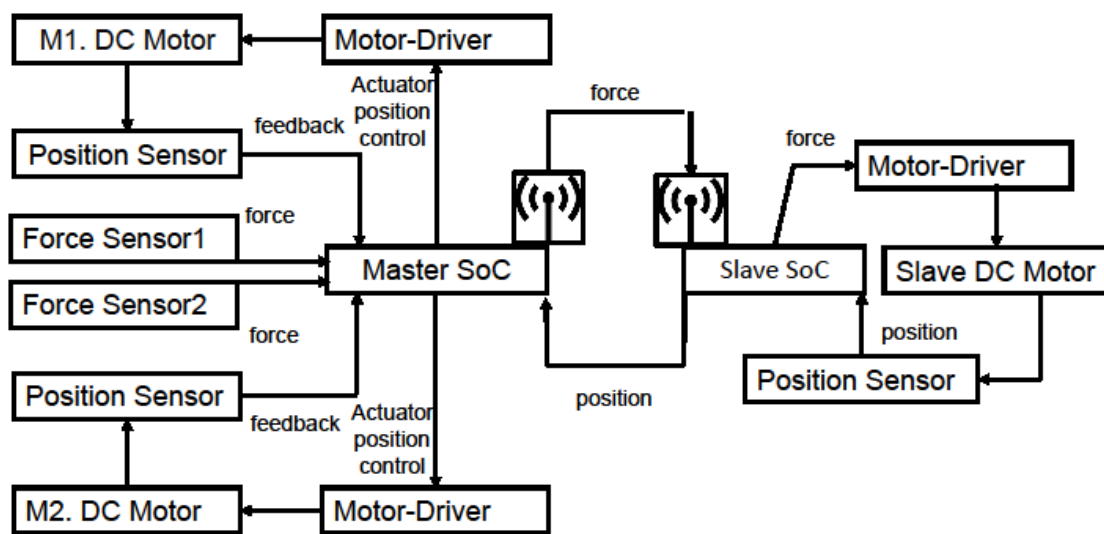 M1. DC Motor
Motor-Driver
Actuator
position
control
feedback
Position Sensor
force
Force Sensor1
Master SoC
Force Sensor2
force
Position Sensor
feedback
Actuator
position
control
M2. DC Motor
Motor-Driver
force
position
Slave SoC
force
Motor-Driver
Slave DC Motor
position
Position Sensor